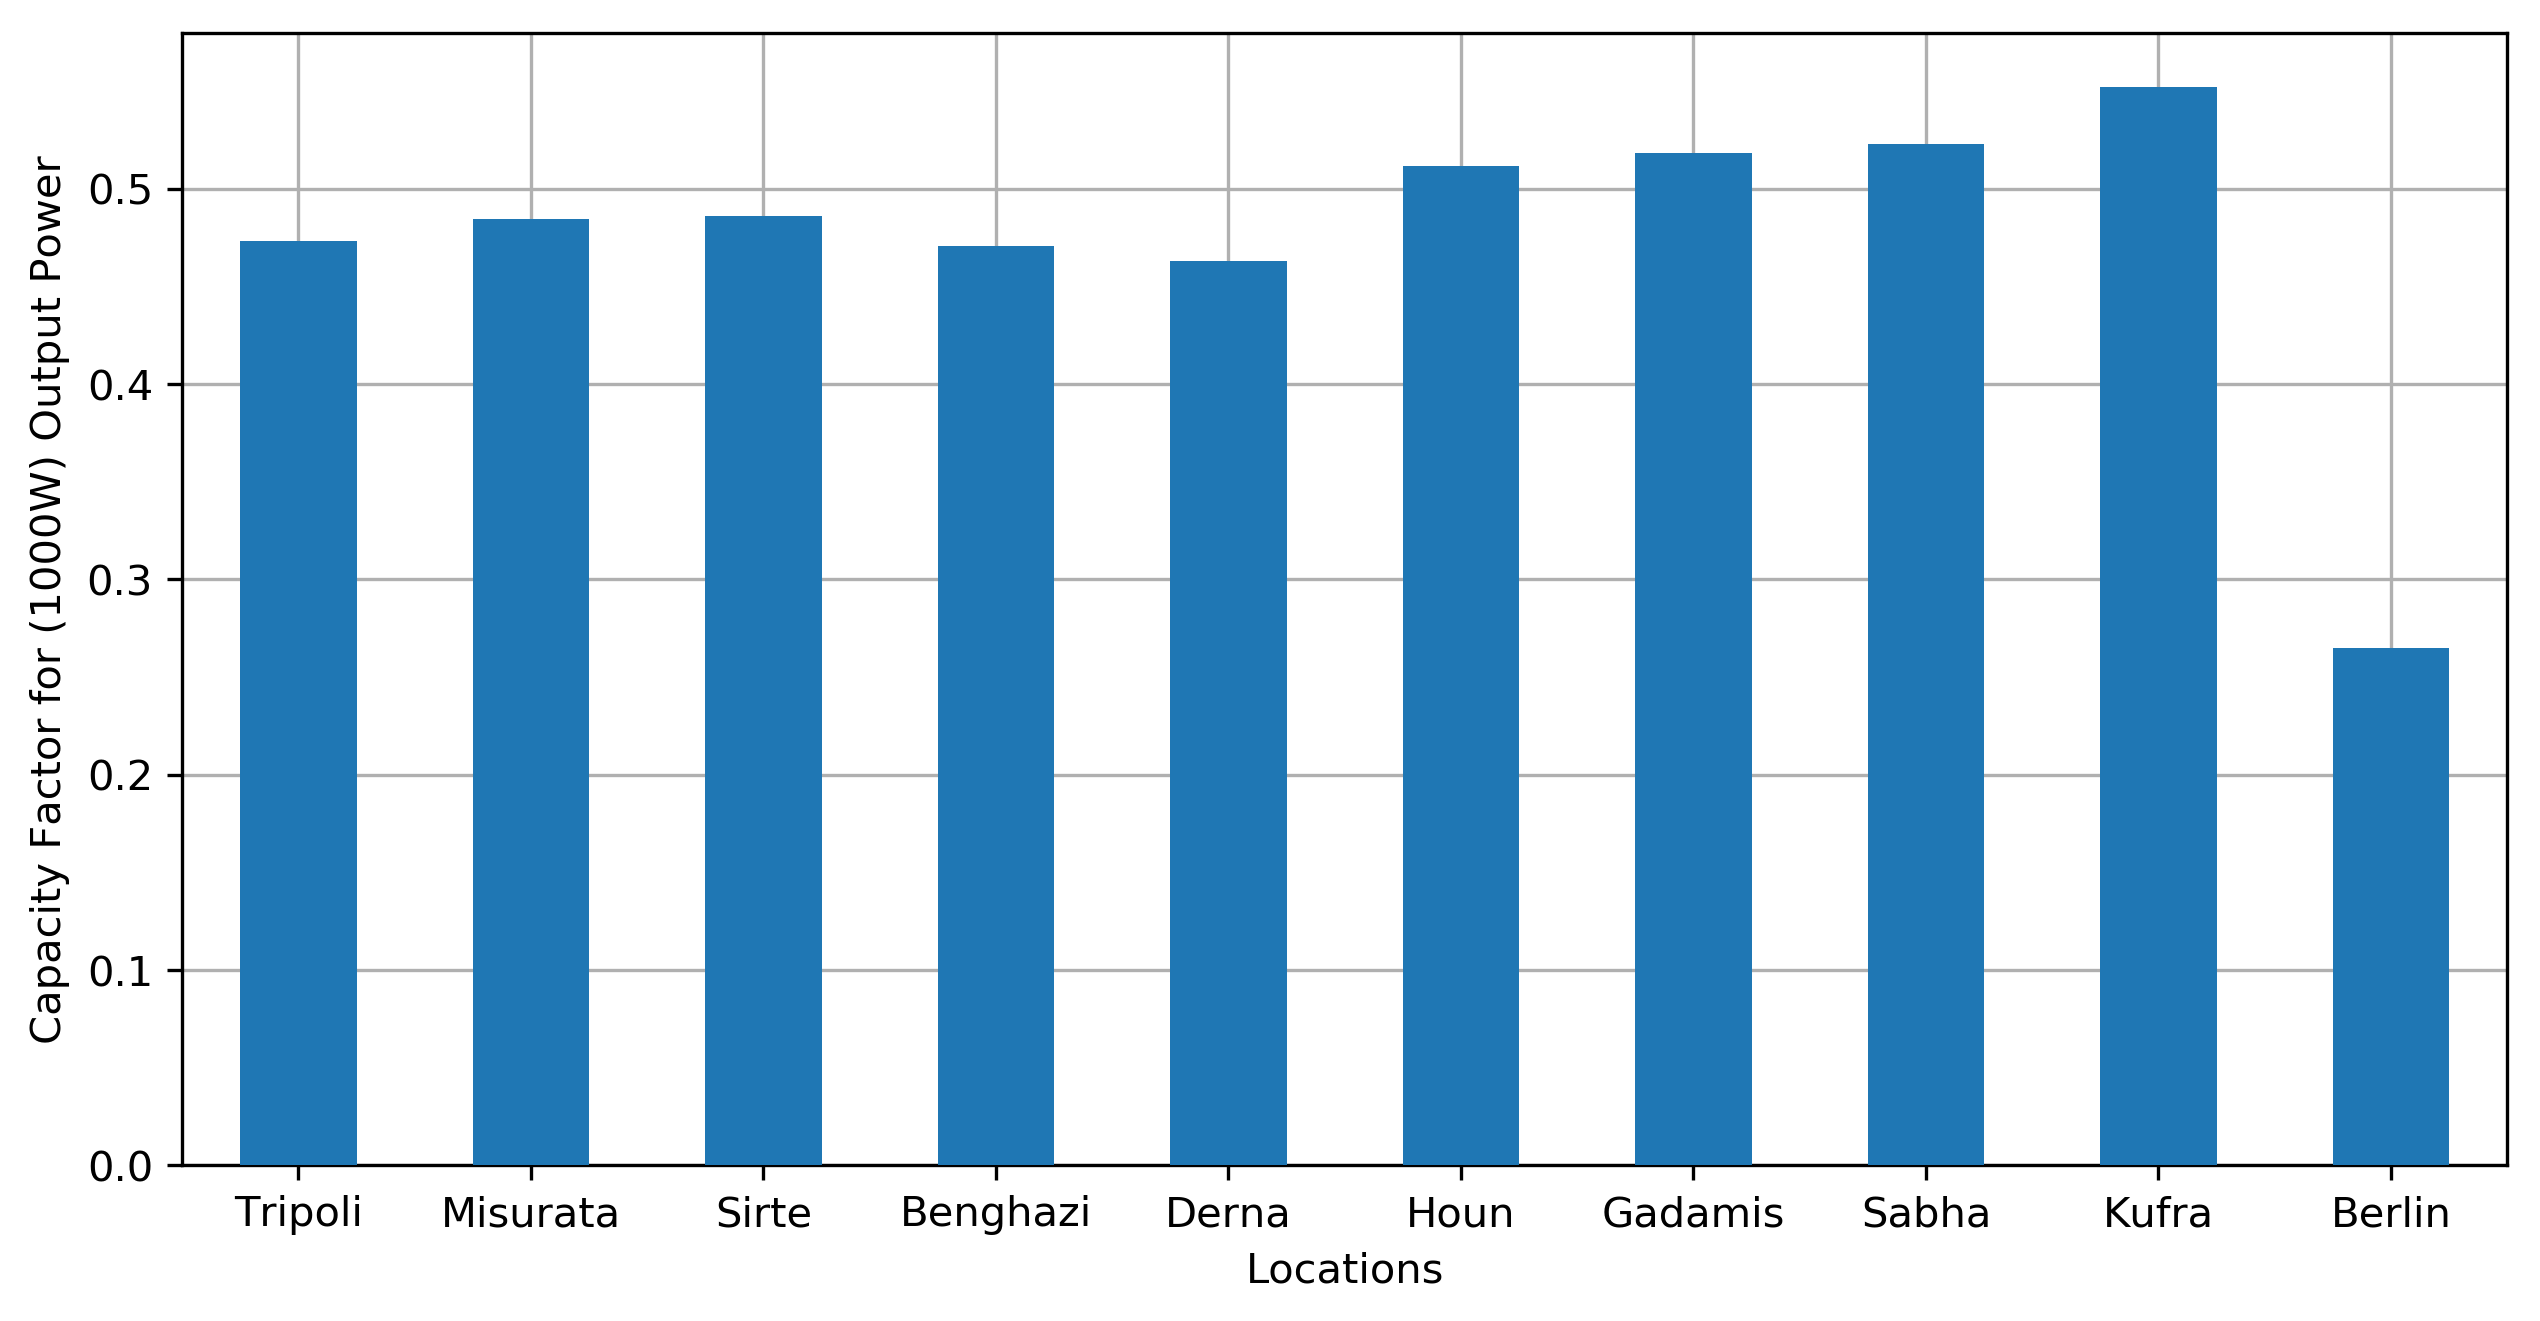 Capacity Factor for (1000W) Output Power
0.5
0.4
0.3
0.2
0.1
0.0
Tripoli Misurata Sirte Benghazi Derna Houn Gadamis Sabha Kufra Berlin
Locations